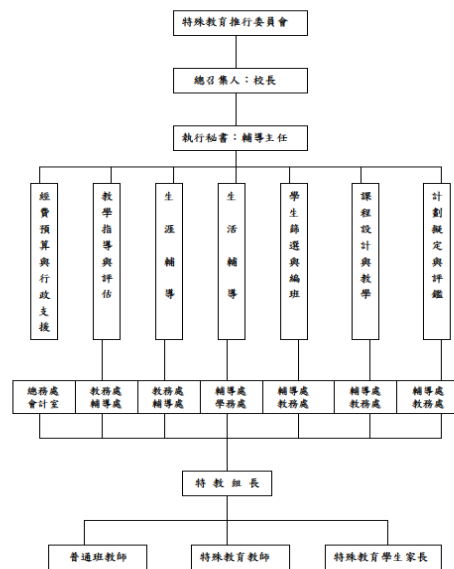 特殊教育推行委員會
總召集人：校長
執行秘書：輔導主任
經費預算與行政支援
教學指導與評估
生涯輔導
生活輔導
學生篩選與編班
課程設計與教學
計劃擬定與評鑑
總務處
會計室
教務處
輔導處
教務處
輔導處
輔導處
學務處
輔導處
教務處
輔導處
教務處
輔導處
教務處
特教組長
普通班教師
特殊教育教師
特殊教育學生家長